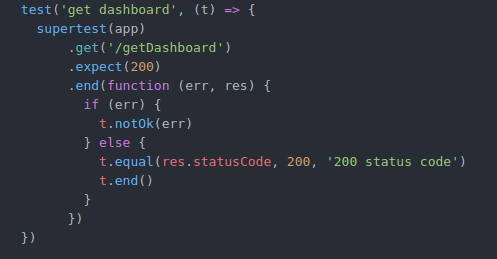 test('get dashboard', (t) => {
  supertest(app)
      .get('/getDashboard')
      .expect(200)
      .end(function (err, res) {
        if (err) {
          t.notOk(err)
        } else {
          t.equal(res.statusCode, 200, '200 status code')
          t.end()
        }
      })
})